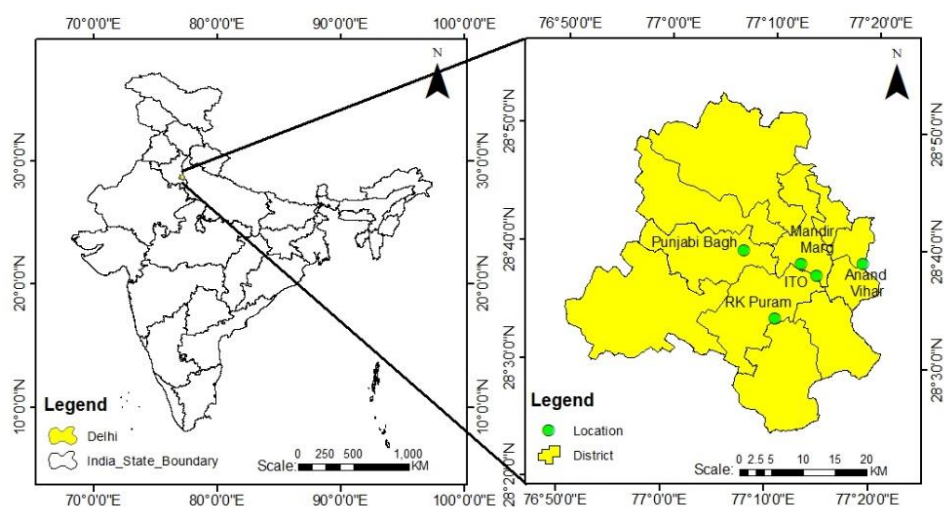 70°0'0"E 80°0'0"E 90°0'0"E 100°0'0"E
N
30°0'0"N
20°0'0"N
10°0'0"N
30°0'0"N
20°0'0"N
10°0'0"N
Legend
Delhi
India_State_Boundary
Scale:
0 250 500 1,000
KM
70°0'0"E 80°0'0"E 90°0'0"E 100°0'0"E
76°50'0"E 77°0'0"E 77°10'0"E 77°20'0"E
N
28°50'0"N
28°40'0"N
28°30'0"N
28°20'0"N
28°50'0"N
28°40'0"N
28°30'0"N
Mandir
Marg
Punjabi Bagh
ITO
Anand
Vihar
RK Puram
Legend
Location
District
Scale:
0 2.5 5 10 15 20
KM
76°50'0"E 77°0'0"E 77°10'0"E 77°20'0"E